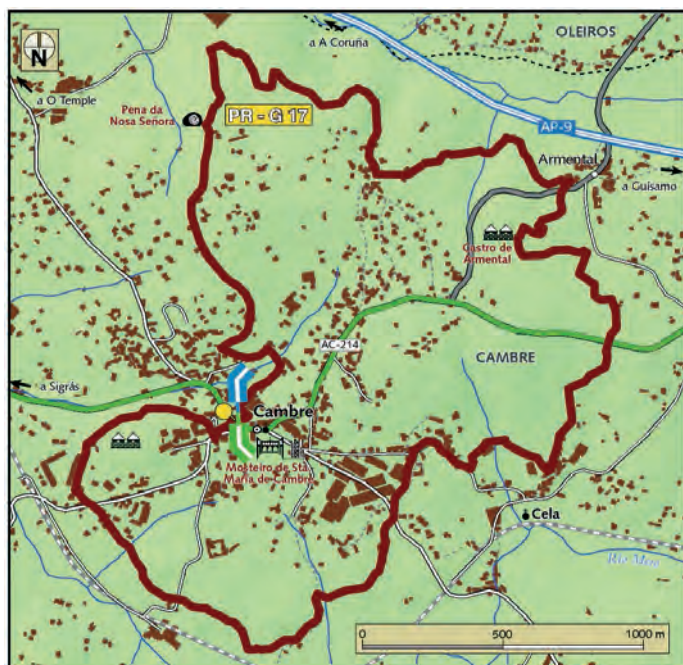 OLEIROS
a A Coruña
N
a O Temple
Pena da
Nosa Señora
PR - G 17
AP-9
Armental
a Guísamo
Castro de
Armental
AC-214
CAMBRE
a Sigrás
Cambre
Mosteiro de Sta.
María de Cambre
Cela
Río Mero
0 500 1000 m